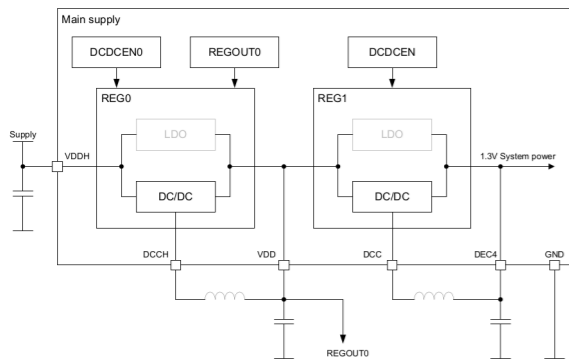 Main supply
DCDCEN0
REGOUT0
DCDCEN
REG0
REG1
LDO
LDO
Supply
VDDH
1.3V System power
DC/DC
DC/DC
DCCH
VDD
DCC
DEC4
GND
REGOUT0